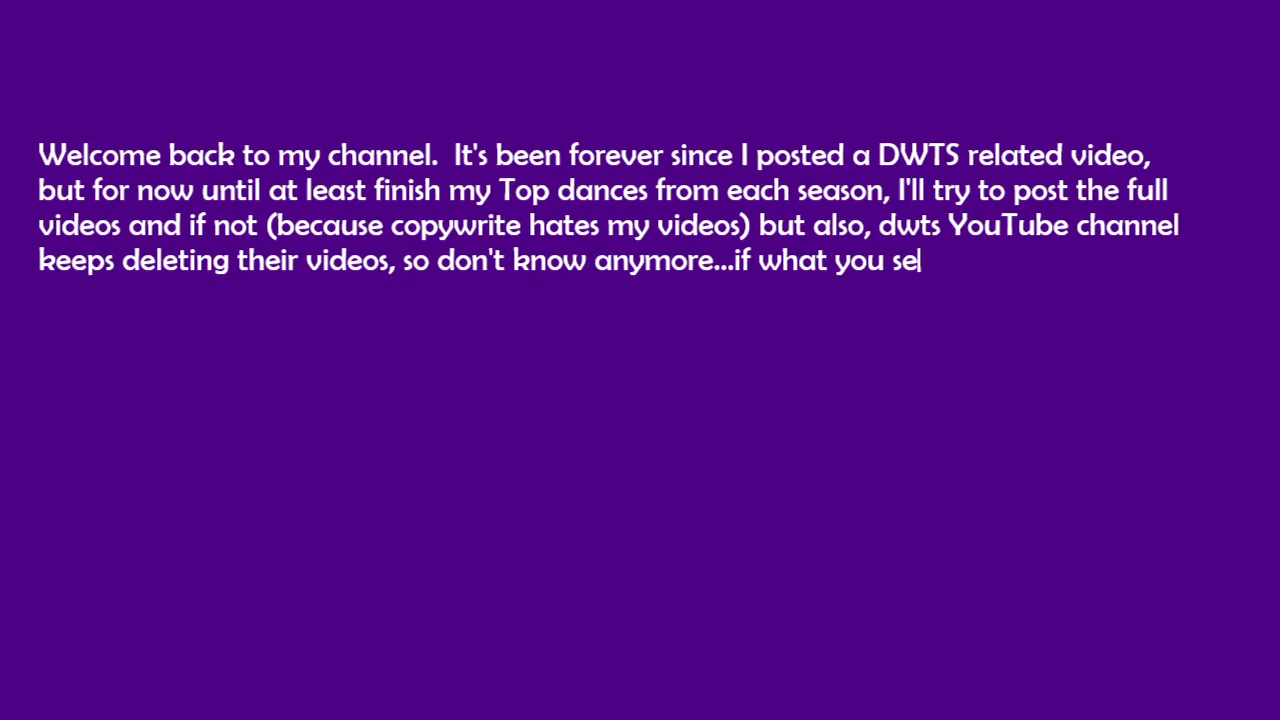 Welcome back to my channel.  It's been forever since I posted a DWTS related video,
but for now until at least finish my Top dances from each season, I'll try to post the full
videos and if not (because copywrite hates my videos) but also, dwts YouTube channel
keeps deleting their videos, so don't know anymore...if what you se